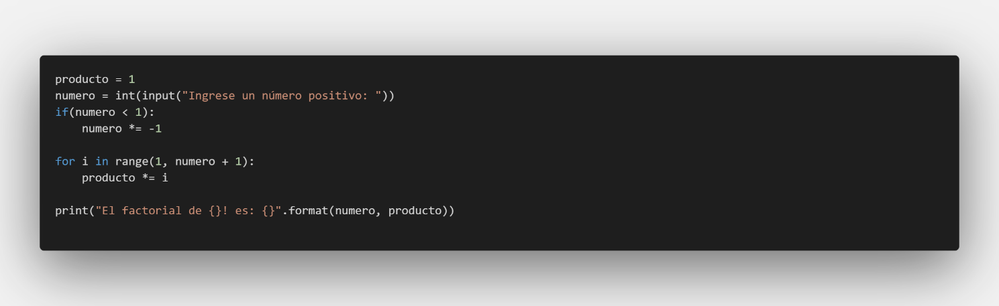 producto = 1
numero = int(input("Ingrese un número positivo: "))
if(numero < 1):
    numero *= -1

for i in range(1, numero + 1):
    producto *= i

print("El factorial de {}! es: {}".format(numero, producto))